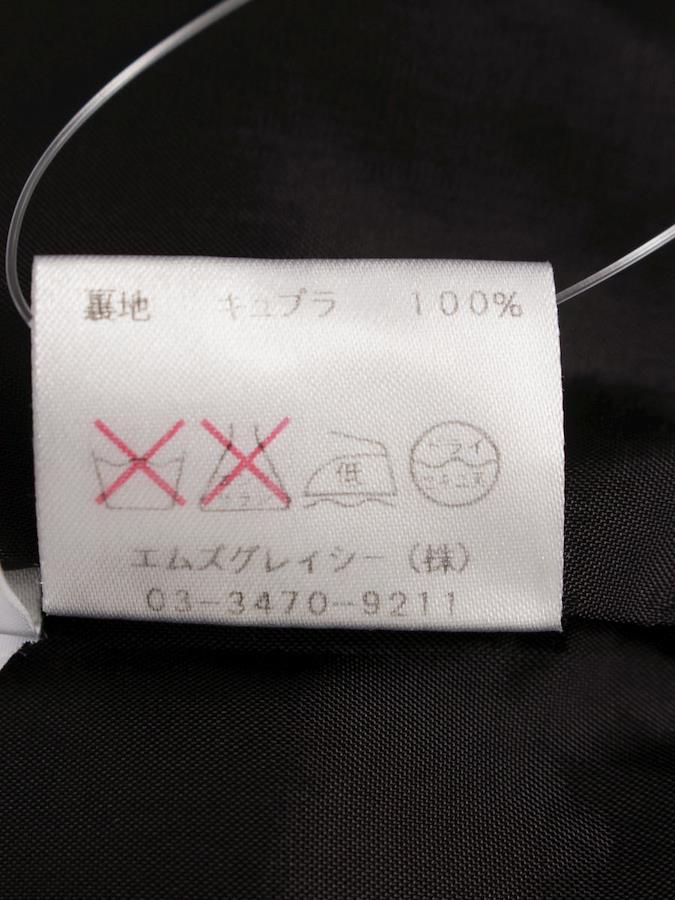 裏地 キュプラ 100%
低 ドライ
エムズグレイシー(株)
03-3470-9211